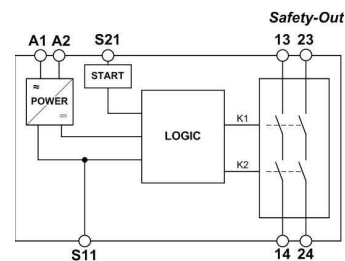 Safety-Out
A1 A2 S21 13 23
START
≈
POWER
=
LOGIC
K1
K2
S11 14 24